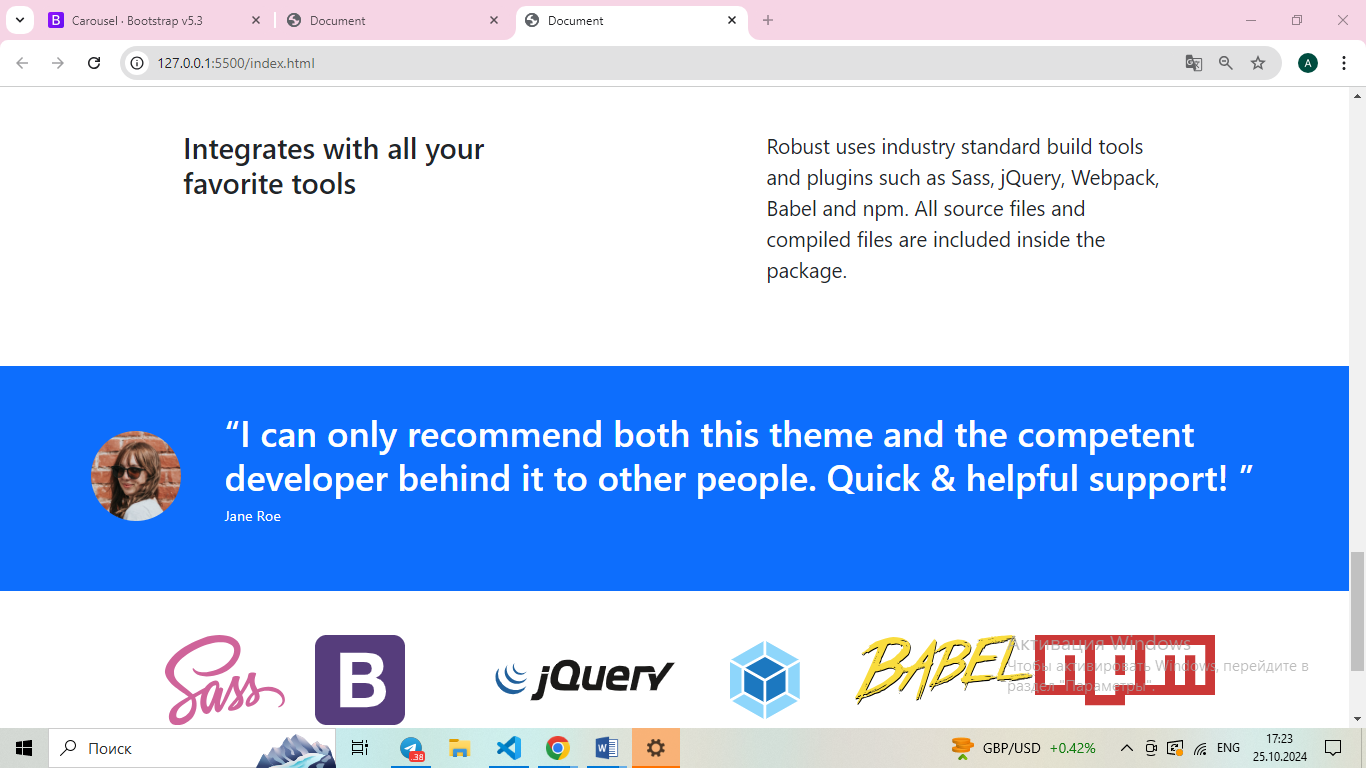 Carousel · Bootstrap v5.3
Document
Document
127.0.0.1:5500/index.html
A
Integrates with all your
favorite tools
Robust uses industry standard build tools
and plugins such as Sass, jQuery, Webpack,
Babel and npm. All source files and
compiled files are included inside the
package.
“I can only recommend both this theme and the competent
developer behind it to other people. Quick & helpful support! ”
Jane Roe
Sass
B
jQuery
BABEL
npm
Активация Windows
Чтобы активировать Windows, перейдите в
раздел "Параметры".
Поиск
38
GBP/USD +0.42%
ENG
17:23
25.10.2024